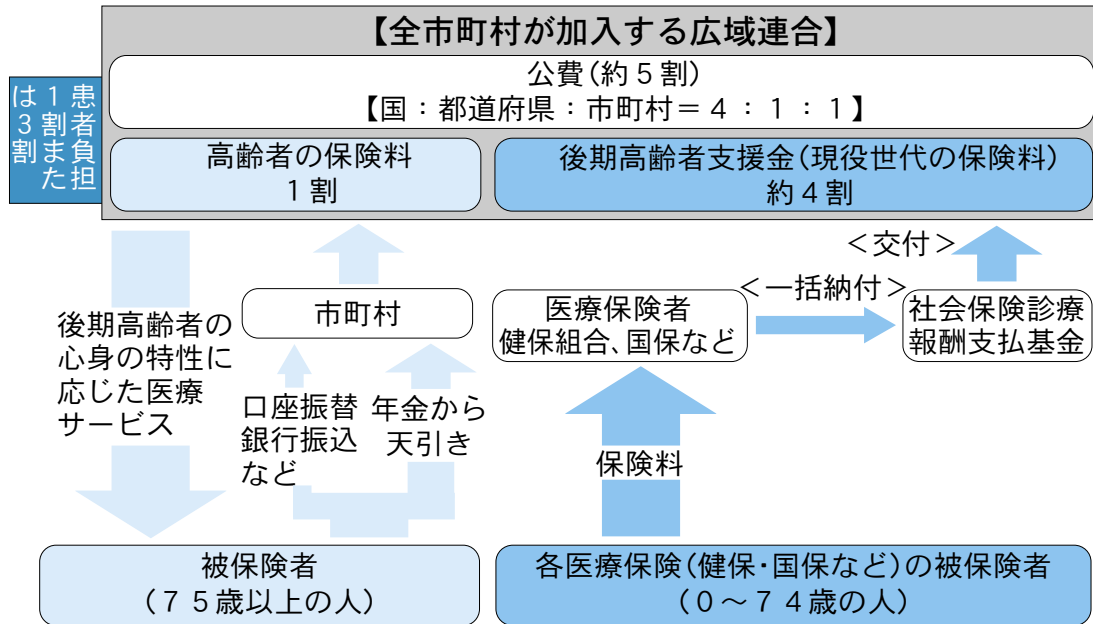 【全市町村が加入する広域連合】
公費(約5割)
【国:都道府県:市町村=4:1:1】
患者負担
1割また
は3割
高齢者の保険料
1割
後期高齢者支援金(現役世代の保険料)
約4割
<交付>
<一括納付>
市町村
医療保険者
健保組合、国保など
社会保険診療
報酬支払基金
後期高齢者の
心身の特性に
応じた医療
サービス
口座振替
銀行振込
など
年金から
天引き
保険料
被保険者
(75歳以上の人)
各医療保険(健保・国保など)の被保険者
(0~74歳の人)